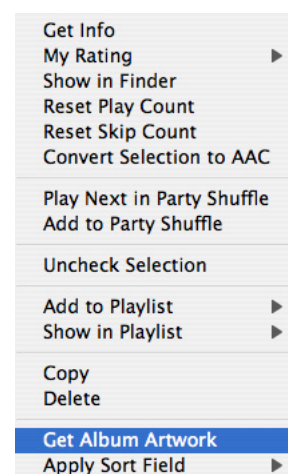 Get Info
My Rating
Show in Finder
Reset Play Count
Reset Skip Count
Convert Selection to AAC
Play Next in Party Shuffle
Add to Party Shuffle
Uncheck Selection
Add to Playlist
Show in Playlist
Copy
Delete
Get Album Artwork
Apply Sort Field